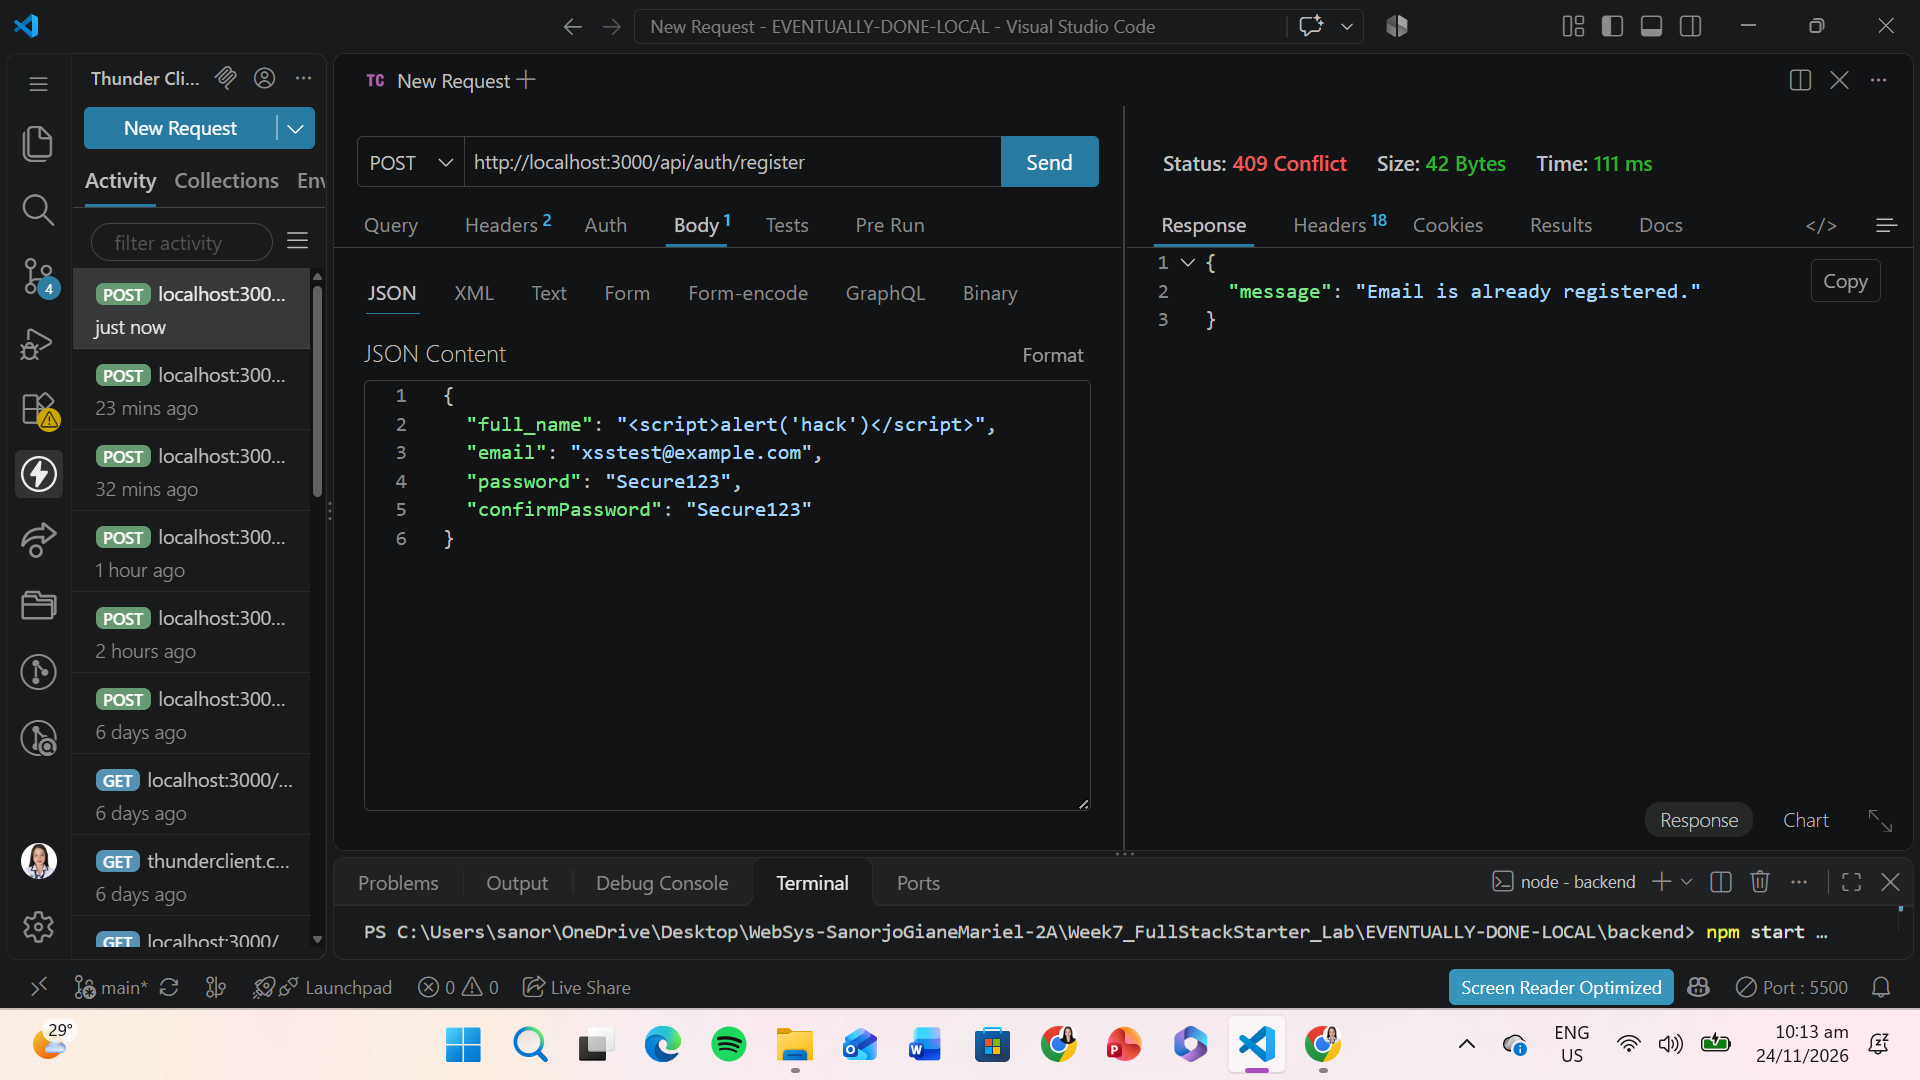 New Request - EVENTUALLY-DONE-LOCAL - Visual Studio Code
Thunder Cli...
New Request
Activity Collections Env
filter activity
POST localhost:300...
just now
POST localhost:300...
23 mins ago
POST localhost:300...
32 mins ago
POST localhost:300...
1 hour ago
POST localhost:300...
2 hours ago
POST localhost:300...
6 days ago
GET localhost:3000/...
6 days ago
GET thunderclient.c...
6 days ago
GET localhost:3000/
4
TC New Request
POST http://localhost:3000/api/auth/register Send
Query Headers 2 Auth Body 1 Tests Pre Run
JSON XML Text Form Form-encode GraphQL Binary
JSON Content Format
1 {
2 "full_name": "<script>alert('hack')</script>",
3 "email": "xsstest@example.com",
4 "password": "Secure123",
5 "confirmPassword": "Secure123"
6 }
Status: 409 Conflict Size: 42 Bytes Time: 111 ms
Response Headers 18 Cookies Results Docs </>
1 {
2 "message": "Email is already registered."
3 }
Copy
Response Chart
Problems Output Debug Console Terminal Ports
node - backend
PS C:\Users\sanor\OneDrive\Desktop\WebSys-SanorjoGianeMariel-2A\Week7_FullStackStarter_Lab\EVENTUALLY-DONE-LOCAL\backend> npm start …
main* Launchpad 0 0 Live Share
Screen Reader Optimized Port : 5500
29°
ENG
US
10:13 am
24/11/2026